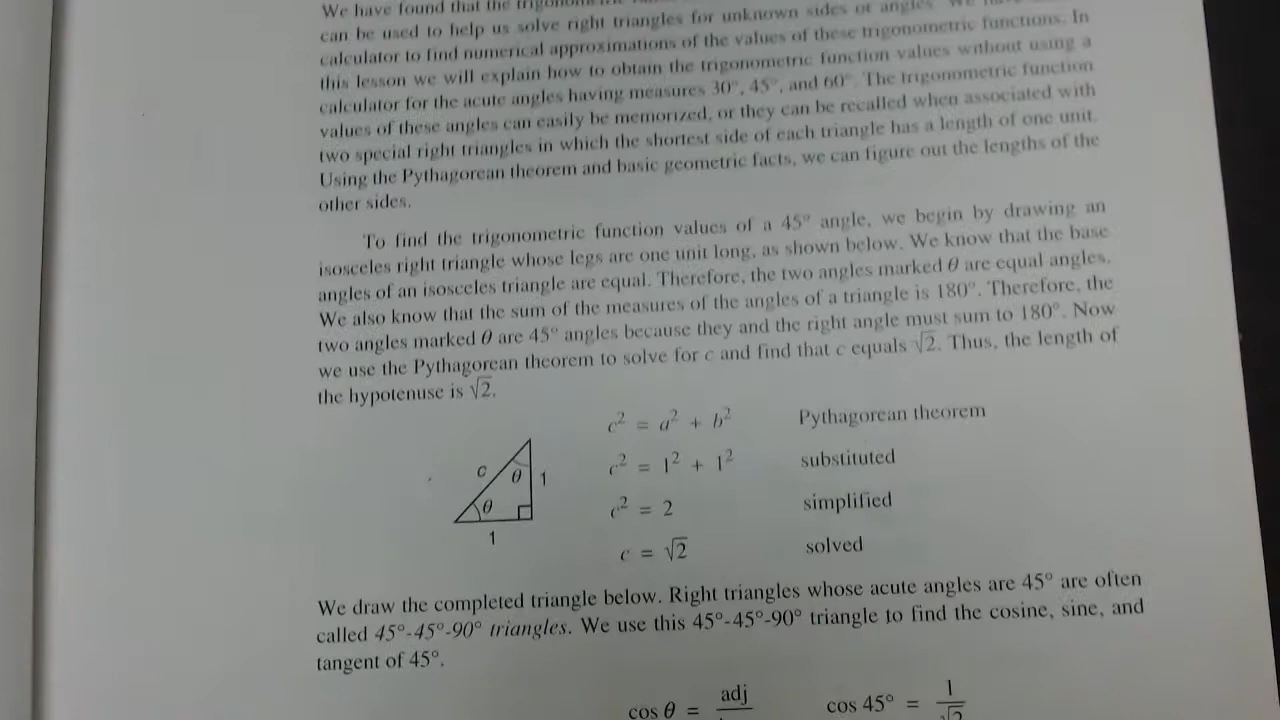 We have found that the
can be used to help us solve right triangles for unknown sides or angles. We have
calculator to find numerical approximations of the values of these trigonometric functions. In
this lesson we will explain how to obtain the trigonometric function values without using a
calculator for the acute angles having measures 30°, 45°, and 60°. The trigonometric function
values of these angles can easily be memorized, or they can be recalled when associated with
two special right triangles in which the shortest side of each triangle has a length of one unit.
Using the Pythagorean theorem and basic geometric facts, we can figure out the lengths of the
other sides.
To find the trigonometric function values of a 45° angle, we begin by drawing an
isosceles right triangle whose legs are one unit long, as shown below. We know that the base
angles of an isosceles triangle are equal. Therefore, the two angles marked θ are equal angles.
We also know that the sum of the measures of the angles of a triangle is 180°. Therefore, the
two angles marked θ are 45° angles because they and the right angle must sum to 180°. Now
we use the Pythagorean theorem to solve for c and find that c equals √2. Thus, the length of
the hypotenuse is √2.
c² = a² + b² Pythagorean theorem
c θ 1 c² = 1² + 1² substituted
θ c² = 2 simplified
1 c = √2 solved
We draw the completed triangle below. Right triangles whose acute angles are 45° are often
called 45°-45°-90° triangles. We use this 45°-45°-90° triangle to find the cosine, sine, and
tangent of 45°.
cos θ = adj cos 45° = 1/√2